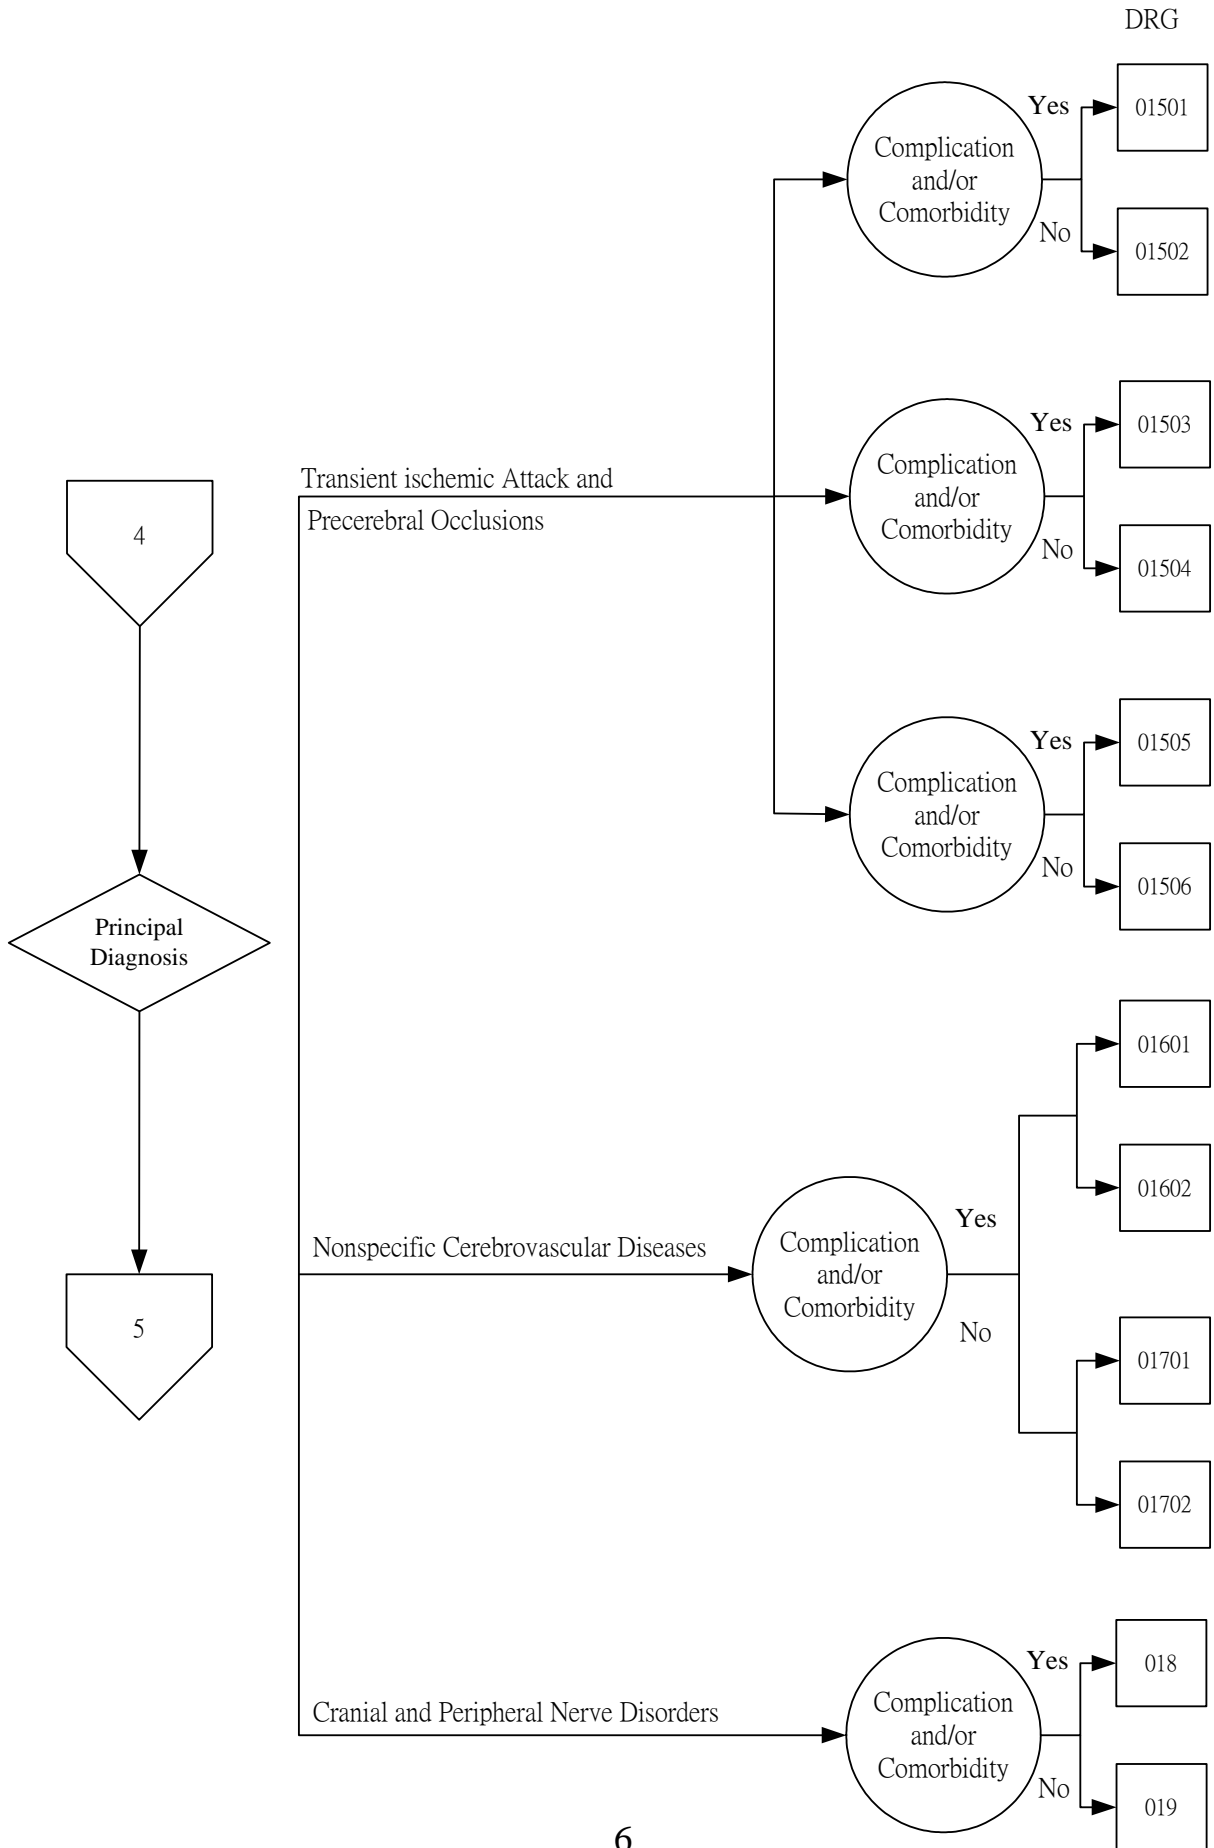 DRG
Complication
and/or
Comorbidity
Yes
01501
No
01502
Complication
and/or
Comorbidity
Yes
01503
No
01504
Transient ischemic Attack and
Precerebral Occlusions
4
Complication
and/or
Comorbidity
Yes
01505
No
01506
Principal
Diagnosis
01601
01602
Nonspecific Cerebrovascular Diseases
Complication
and/or
Comorbidity
Yes
No
5
01701
01702
Cranial and Peripheral Nerve Disorders
Complication
and/or
Comorbidity
Yes
018
No
019
6